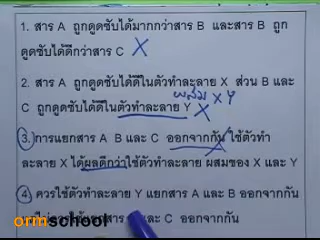 1. สาร A ถูกดูดซับได้มากกว่าสาร B และสาร B ถูก
ดูดซับได้ดีกว่าสาร C X
2. สาร A ถูกดูดซับได้ดีในตัวทำละลาย X ส่วน B และ
ผสม X Y
C ถูกดูดซับได้ดีในตัวทำละลาย Y X
3. การแยกสาร A B และ C ออกจากกัน ใช้ตัวทำ
ละลาย X ได้ผลดีกว่าใช้ตัวทำละลาย ผสมของ X และ Y
4. ควรใช้ตัวทำละลาย Y แยกสาร A และ B ออกจากกัน
และ C ออกจากกัน
ormschool